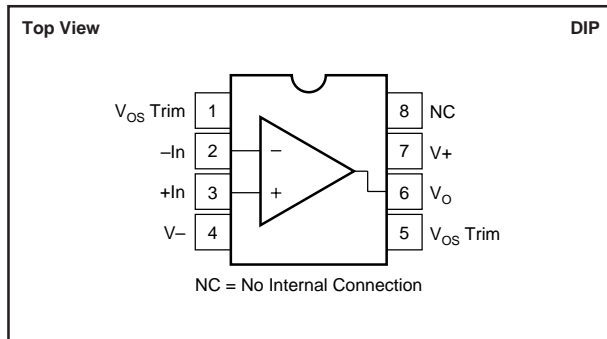 Top View DIP
V_OS Trim 1 8 NC
–In 2 – 7 V+
+In 3 + 6 V_O
V– 4 5 V_OS Trim
NC = No Internal Connection